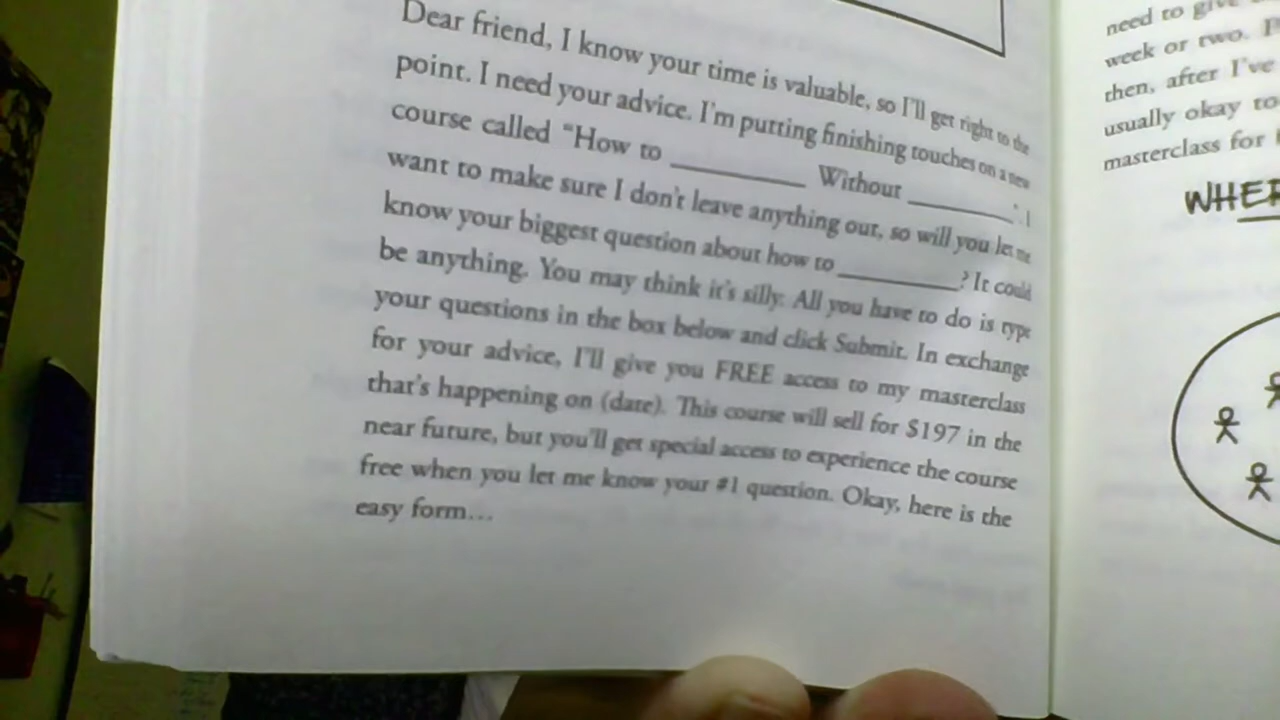 Dear friend, I know your time is valuable, so I'll get right to the
point. I need your advice. I'm putting finishing touches on a new
course called "How to __________ Without ________". I
want to make sure I don't leave anything out, so will you let me
know your biggest question about how to _________? It could
be anything. You may think it's silly. All you have to do is type
your questions in the box below and click Submit. In exchange
for your advice, I'll give you FREE access to my masterclass
that's happening on (date). This course will sell for $197 in the
near future, but you'll get special access to experience the course
free when you let me know your #1 question. Okay, here is the
easy form...
need to give
week or two.
then, after I've
usually okay to
masterclass for